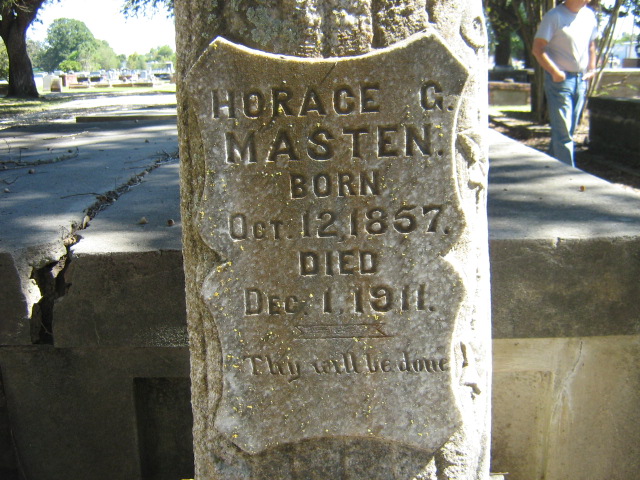 HORACE G.
MASTEN.
BORN
OCT. 12, 1857.
DIED
DEC. 1, 1911.
Thy will be done